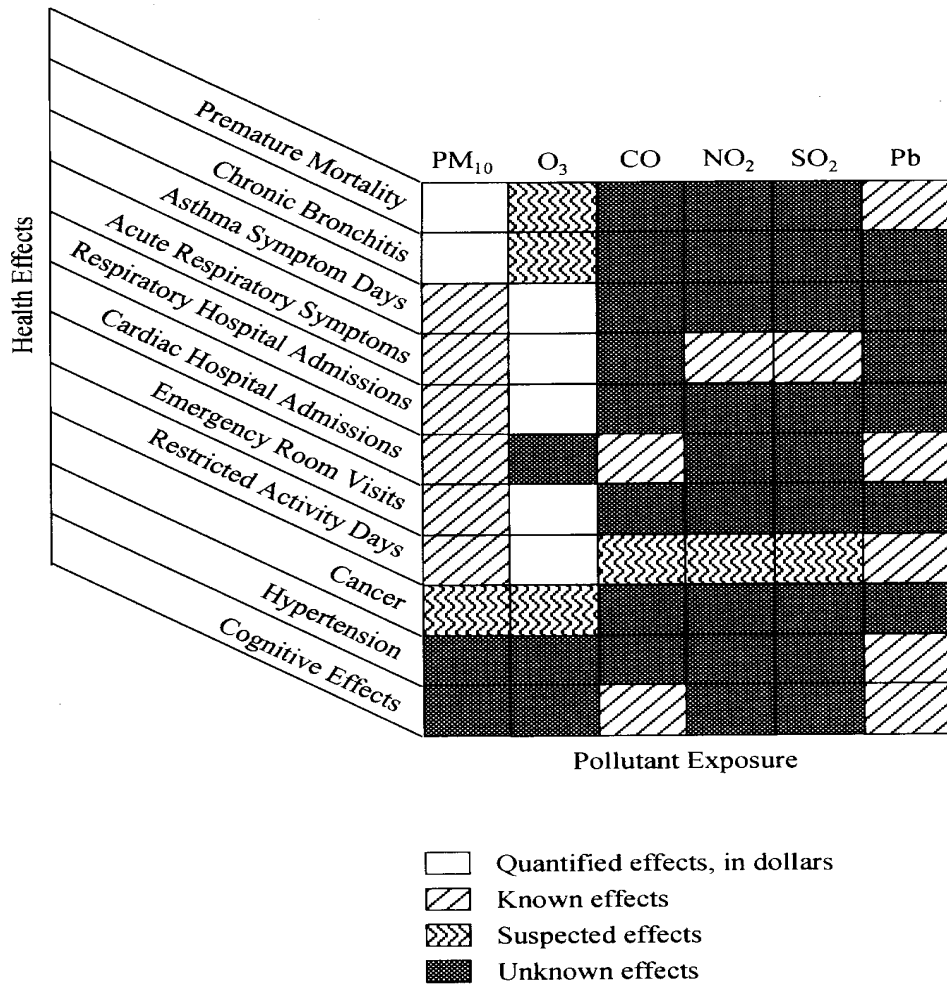 Health Effects
Premature Mortality
Chronic Bronchitis
Asthma Symptom Days
Acute Respiratory Symptoms
Respiratory Hospital Admissions
Cardiac Hospital Admissions
Emergency Room Visits
Restricted Activity Days
Cancer
Hypertension
Cognitive Effects
PM₁₀ O₃ CO NO₂ SO₂ Pb
Pollutant Exposure
Quantified effects, in dollars
Known effects
Suspected effects
Unknown effects